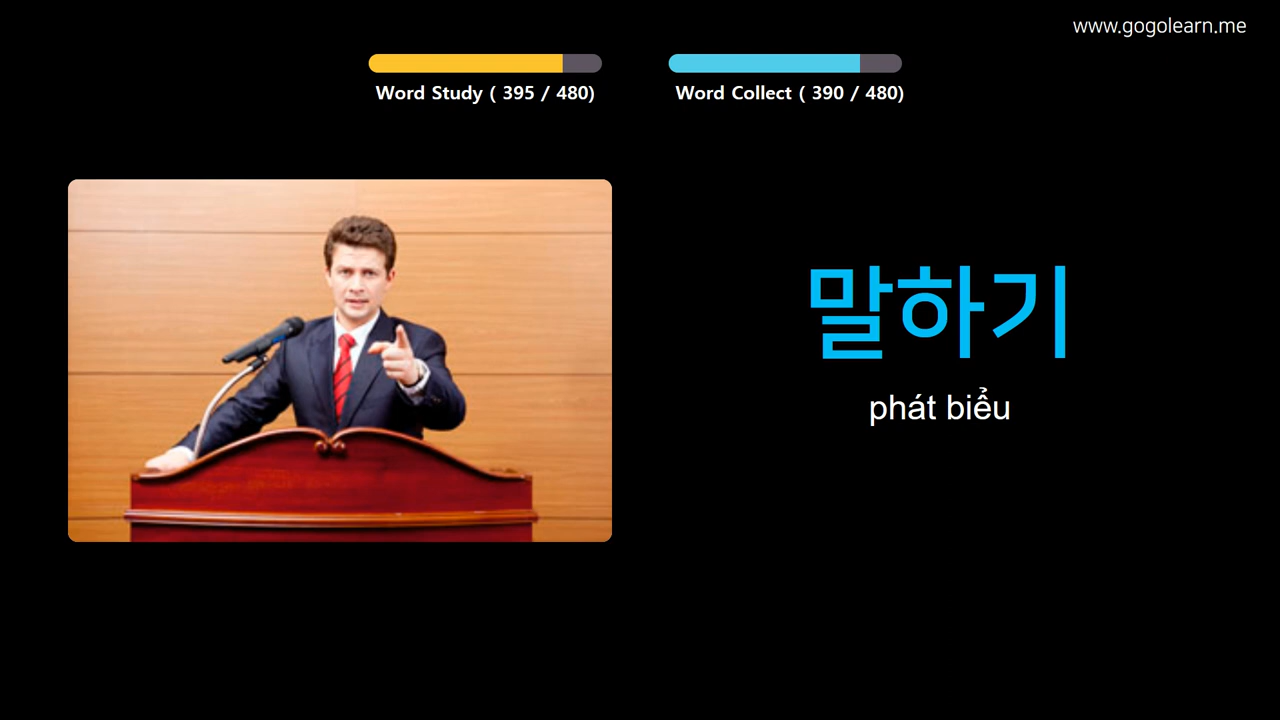 www.gogolearn.me
Word Study ( 395 / 480)
Word Collect ( 390 / 480)
말하기
phát biểu